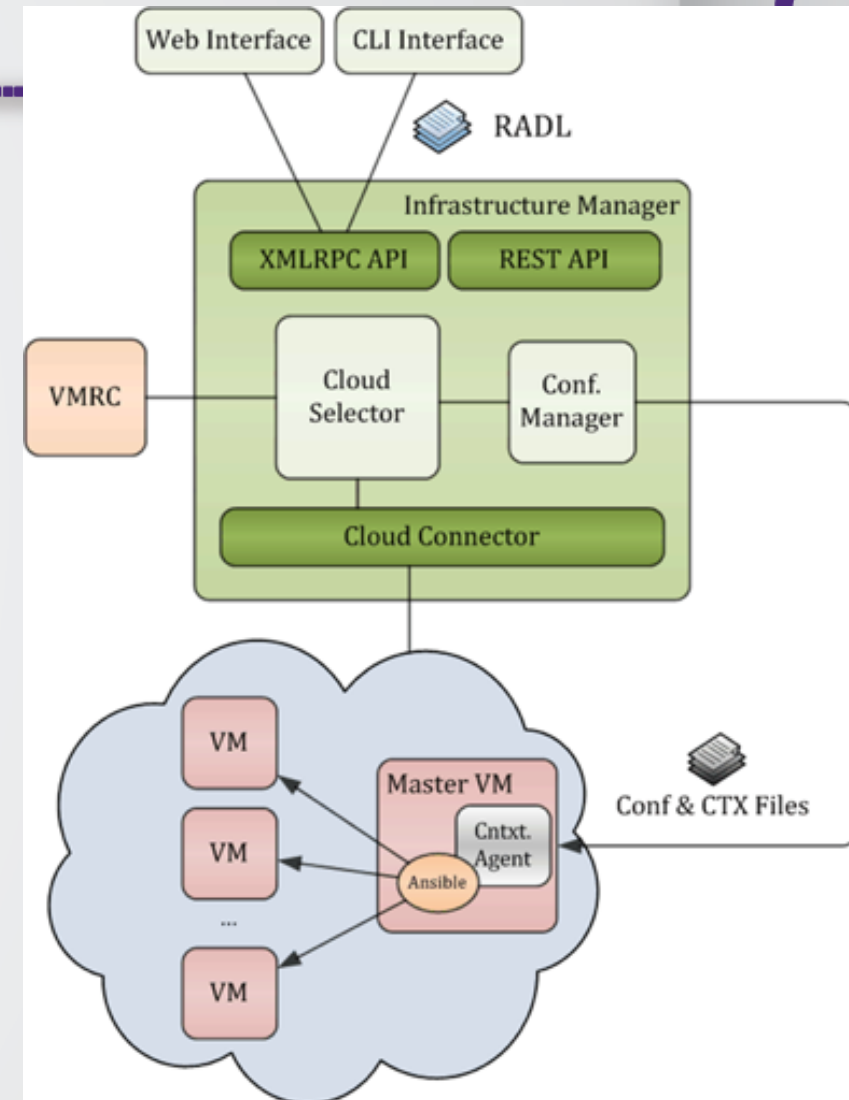 Web Interface
CLI Interface
RADL
Infrastructure Manager
XMLRPC API
REST API
VMRC
Cloud
Selector
Conf.
Manager
Cloud Connector
VM
Master VM
Conf & CTX Files
Cntxt.
Agent
VM
Ansible
...
VM